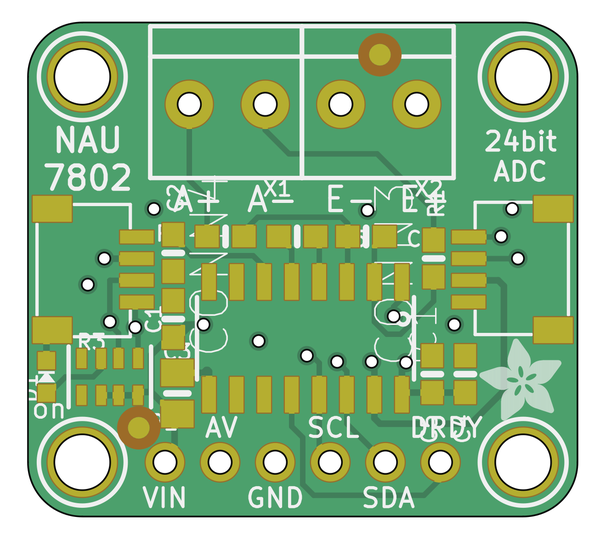 NAU
7802
24bit
ADC
X1
X2
A+
A-
E-
E+
C1
R3
on
AV
SCL
DRDY
VIN
GND
SDA